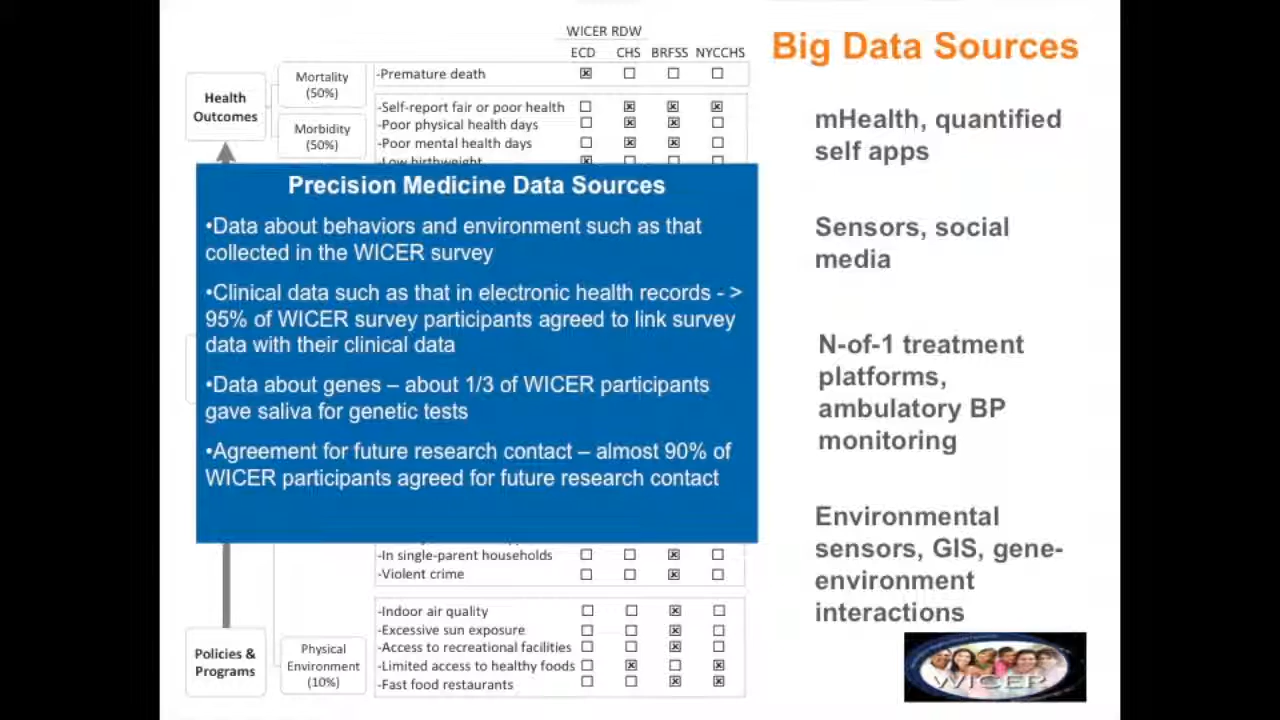 WICER RDW
ECD CHS BRFSS NYCCHS
Big Data Sources
Health
Outcomes
Mortality
(50%)
-Premature death
Morbidity
(50%)
-Self-report fair or poor health
-Poor physical health days
-Poor mental health days
-Low birthweight
mHealth, quantified
self apps
Precision Medicine Data Sources
•Data about behaviors and environment such as that
collected in the WICER survey
•Clinical data such as that in electronic health records - >
95% of WICER survey participants agreed to link survey
data with their clinical data
•Data about genes – about 1/3 of WICER participants
gave saliva for genetic tests
•Agreement for future research contact – almost 90% of
WICER participants agreed for future research contact
Sensors, social
media
N-of-1 treatment
platforms,
ambulatory BP
monitoring
Environmental
sensors, GIS, gene-
environment
interactions
-In single-parent households
-Violent crime
Policies &
Programs
Physical
Environment
(10%)
-Indoor air quality
-Excessive sun exposure
-Access to recreational facilities
-Limited access to healthy foods
-Fast food restaurants
WICER